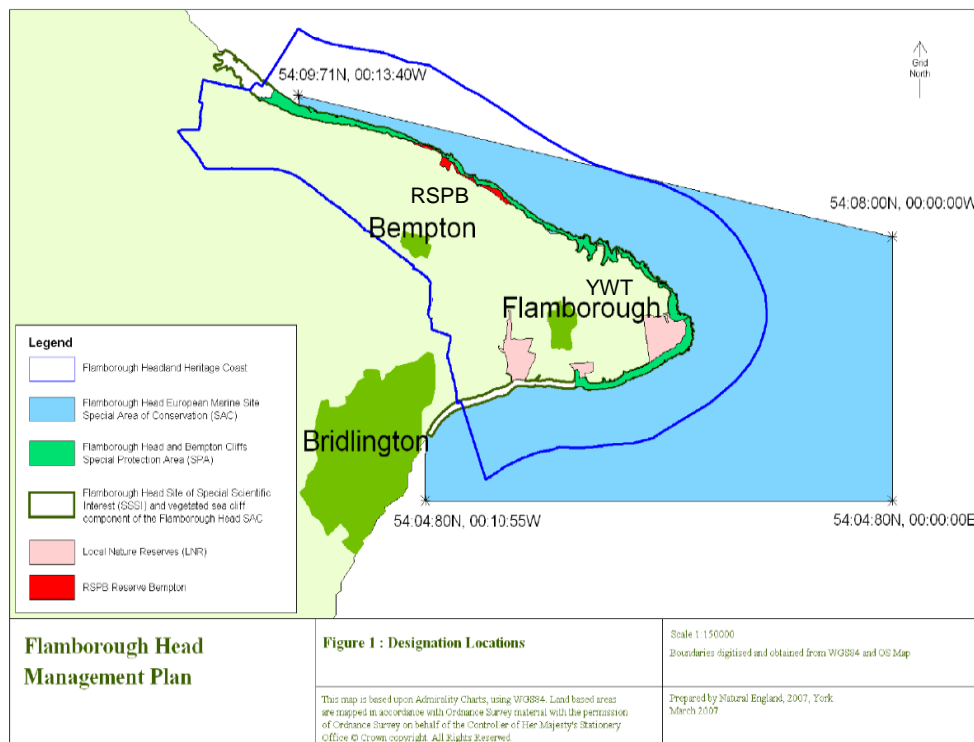 54:09:71N, 00:13:40W
Grid
North
RSPB
Bempton
54:08:00N, 00:00:00W
YWT
Flamborough
Bridlington
54:04:80N, 00:10:55W
54:04:80N, 00:00:00E
Legend
Flamborough Headland Heritage Coast
Flamborough Head European Marine Site
Special Area of Conservation (SAC)
Flamborough Head and Bempton Cliffs
Special Protection Area (SPA)
Flamborough Head Site of Special Scientific
Interest (SSSI) and vegetated sea cliff
component of the Flamborough Head SAC
Local Nature Reserves (LNR)
RSPB Reserve Bempton
Flamborough Head
Management Plan
Figure 1 : Designation Locations
This map is based upon Admirality Charts, using WGS84. Land based areas
are mapped in accordance with Ordnance Survey material with the permission
of Ordnance Survey on behalf of the Controller of Her Majesty's Stationery
Office © Crown copyright. All Rights Reserved.
Scale 1:150000
Boundaries digitised and obtained from WGS84 and OS Map
Prepared by Natural England, 2007, York
March 2007